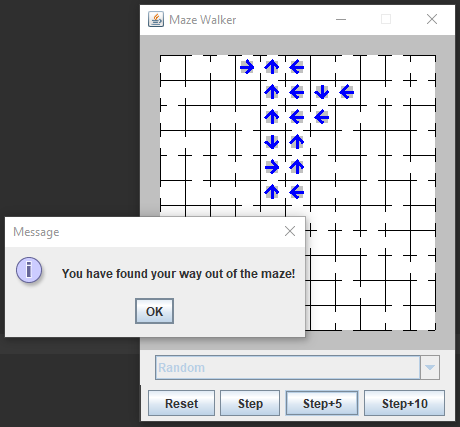 Maze Walker
Message
You have found your way out of the maze!
OK
Random
Reset
Step
Step+5
Step+10